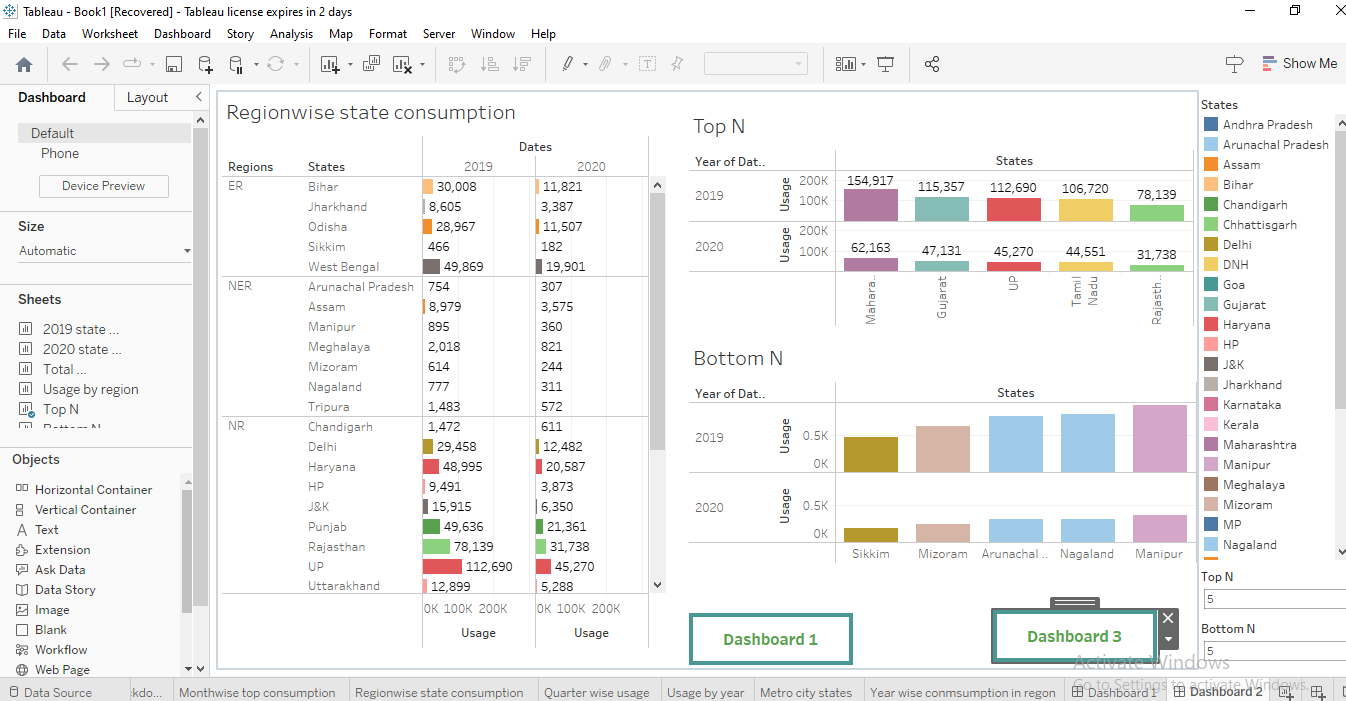 Tableau - Book1 [Recovered] - Tableau license expires in 2 days
File Data Worksheet Dashboard Story Analysis Map Format Server Window Help
Show Me
Dashboard Layout
Default
Phone
Device Preview
Size
Automatic
Sheets
2019 state ...
2020 state ...
Total ...
Usage by region
Top N
Objects
Horizontal Container
Vertical Container
A Text
Extension
Ask Data
Data Story
Image
Blank
Workflow
Web Page
Regionwise state consumption
Dates
Regions States 2019 2020
ER Bihar 30,008 11,821
Jharkhand 8,605 3,387
Odisha 28,967 11,507
Sikkim 466 182
West Bengal 49,869 19,901
NER Arunachal Pradesh 754 307
Assam 8,979 3,575
Manipur 895 360
Meghalaya 2,018 821
Mizoram 614 244
Nagaland 777 311
Tripura 1,483 572
NR Chandigarh 1,472 611
Delhi 29,458 12,482
Haryana 48,995 20,587
HP 9,491 3,873
J&K 15,915 6,350
Punjab 49,636 21,361
Rajasthan 78,139 31,738
UP 112,690 45,270
Uttarakhand 12,899 5,288
0K 100K 200K 0K 100K 200K
Usage Usage
Top N
Year of Dat.. States
2019 Usage 200K 100K 154,917 115,357 112,690 106,720 78,139
2020 Usage 200K 100K 62,163 47,131 45,270 44,551 31,738
Mahara.. Gujarat UP Tamil Nadu Rajasth..
Bottom N
Year of Dat.. States
2019 Usage 0.5K 0K
2020 Usage 0.5K 0K
Sikkim Mizoram Arunachal .. Nagaland Manipur
Dashboard 1 Dashboard 3
States
Andhra Pradesh
Arunachal Pradesh
Assam
Bihar
Chandigarh
Chhattisgarh
Delhi
DNH
Goa
Gujarat
Haryana
HP
J&K
Jharkhand
Karnataka
Kerala
Maharashtra
Manipur
Meghalaya
Mizoram
MP
Nagaland
Top N
5
Bottom N
5
Activate Windows
Go to Settings to activate Windows.
Data Source kdo... Monthwise top consumption Regionwise state consumption Quarter wise usage Usage by year Metro city states Year wise conmsumption in regon Dashboard 1 Dashboard 2